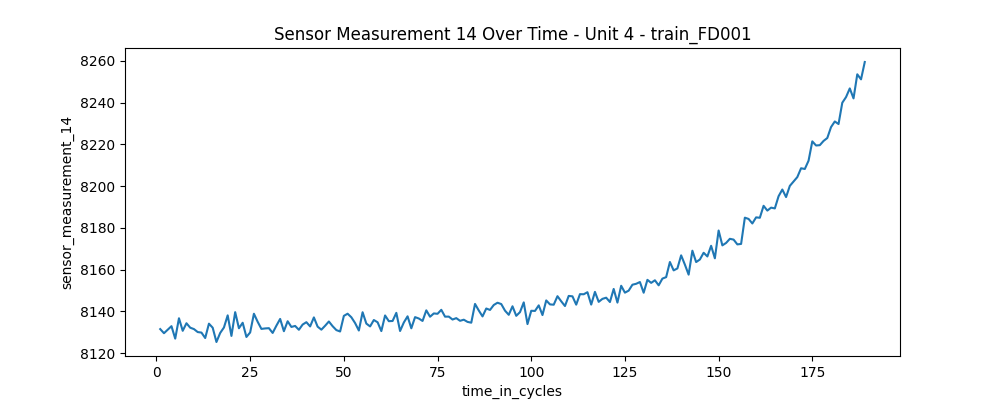 Sensor Measurement 14 Over Time - Unit 4 - train_FD001
sensor_measurement_14
8260
8240
8220
8200
8180
8160
8140
8120
0 25 50 75 100 125 150 175
time_in_cycles